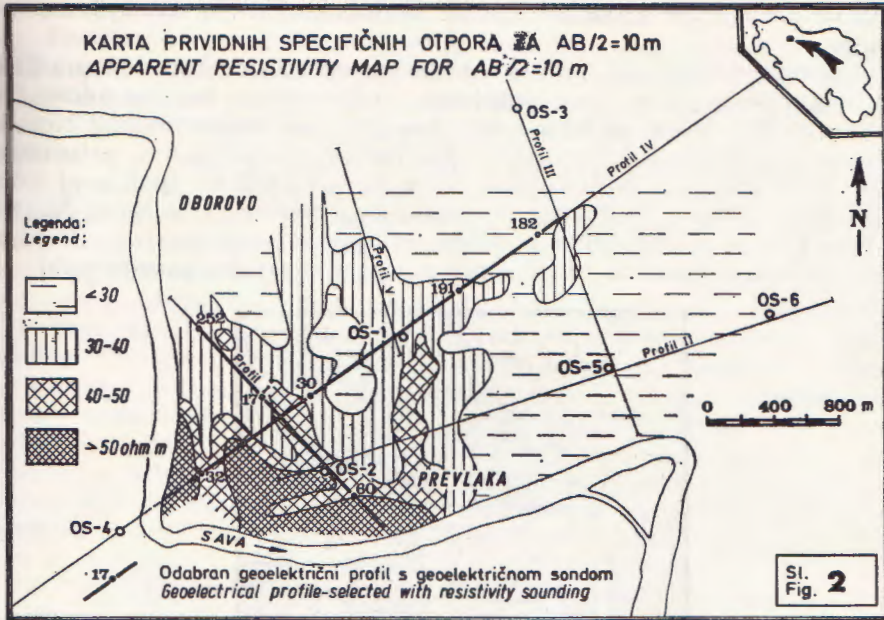 KARTA PRIVIDNIH SPECIFIČNIH OTPORA ZA AB/2=10 m
APPARENT RESISTIVITY MAP FOR AB/2=10 m
OS-3
Profil III
Profil IV
N
OBOROVO
Legenda:
Legend:
<30
30-40
40-50
>50 ohm m
182
191
Profil V
252
OS-1
OS-6
Profil II
Profil I
17
30
OS-5
0 400 800 m
OS-2
32
60
PREVLAKA
OS-4
SAVA
17
Odabran geoelektrični profil s geoelektričnom sondom
Geoelectrical profile-selected with resistivity sounding
Sl.
Fig. 2